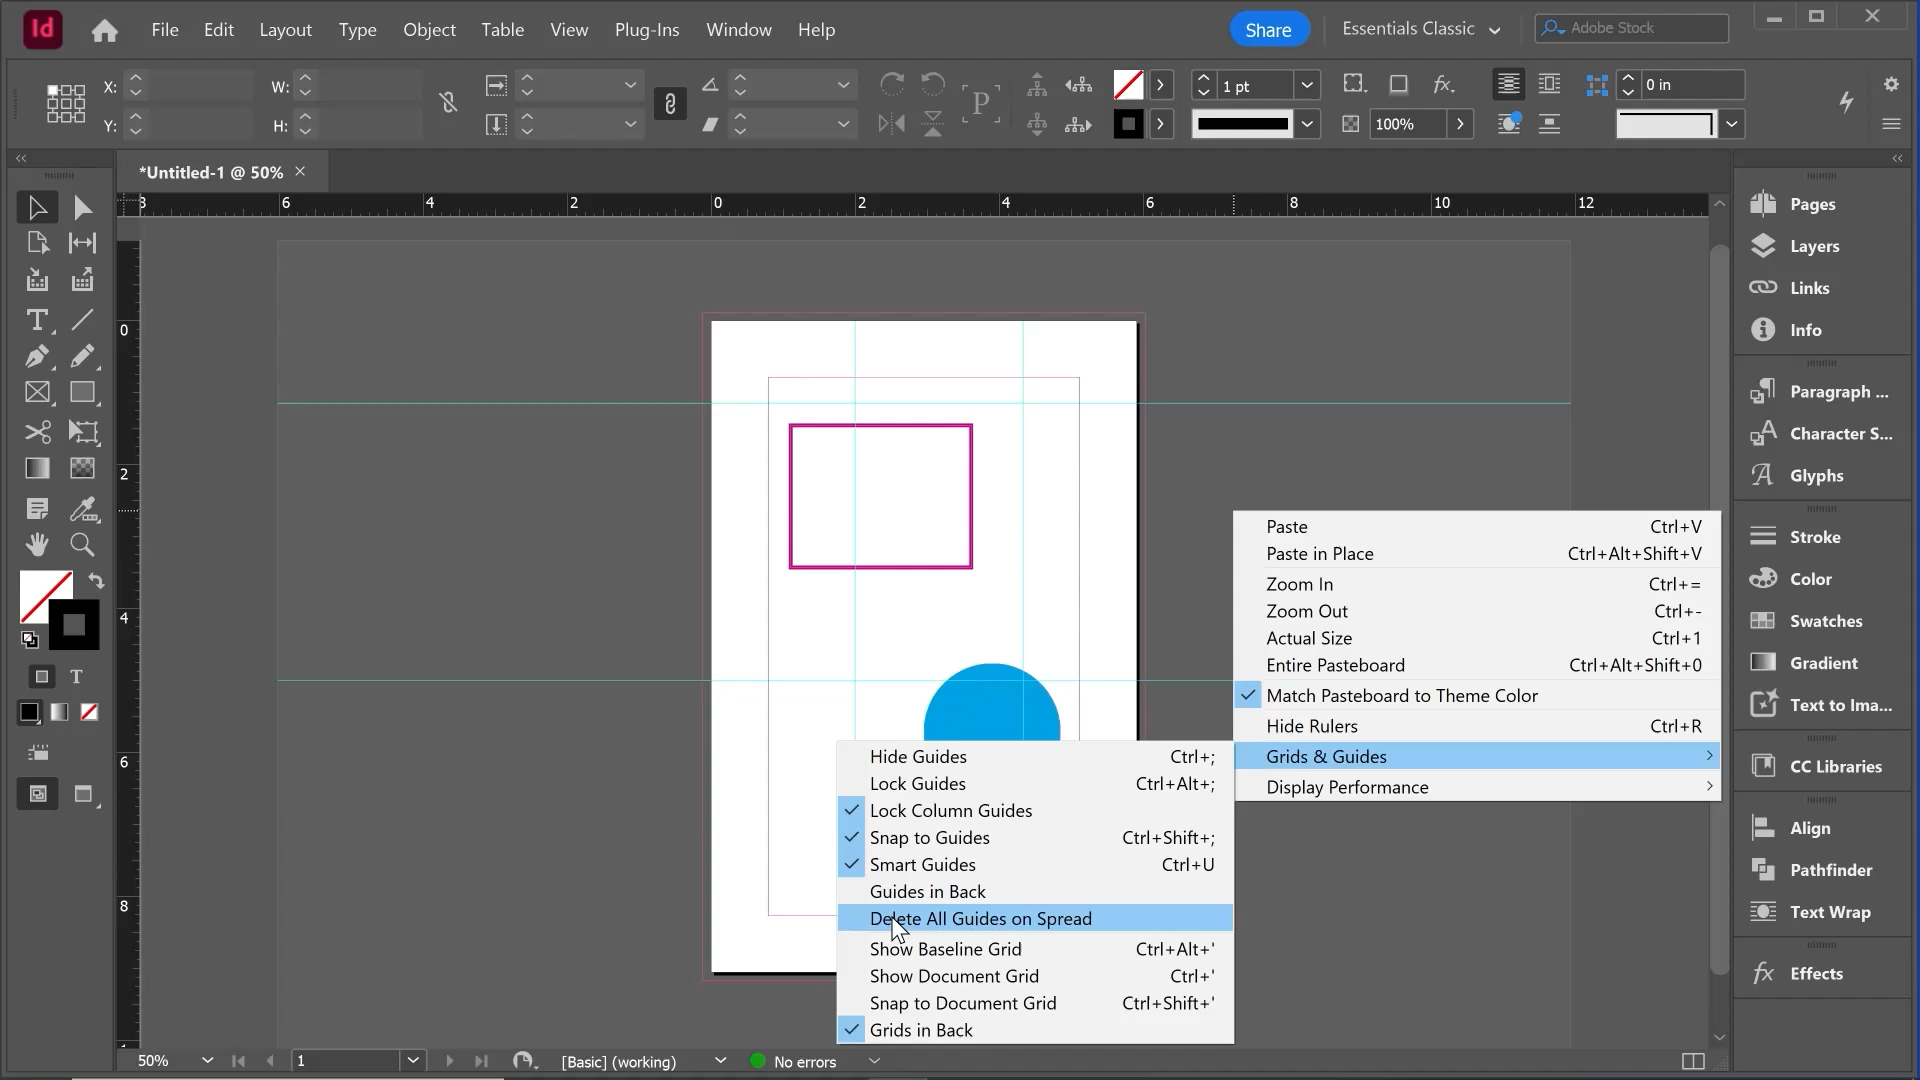 Id File Edit Layout Type Object Table View Plug-Ins Window Help Share Essentials Classic Adobe Stock
X: W: 1 pt fx. 0 in
Y: H: P 100%
*Untitled-1 @ 50% ×
8 6 4 2 0 2 4 6 8 10 12
0
2
4
6
8
T
T
Pages
Layers
Links
Info
Paragraph ...
Character S...
Glyphs
Stroke
Color
Swatches
Gradient
Text to Ima...
CC Libraries
Align
Pathfinder
Text Wrap
fx Effects
Paste Ctrl+V
Paste in Place Ctrl+Alt+Shift+V
Zoom In Ctrl+=
Zoom Out Ctrl+-
Actual Size Ctrl+1
Entire Pasteboard Ctrl+Alt+Shift+0
Match Pasteboard to Theme Color
Hide Rulers Ctrl+R
Grids & Guides
Display Performance
Hide Guides Ctrl+;
Lock Guides Ctrl+Alt+;
Lock Column Guides
Snap to Guides Ctrl+Shift+;
Smart Guides Ctrl+U
Guides in Back
Delete All Guides on Spread
Show Baseline Grid Ctrl+Alt+'
Show Document Grid Ctrl+'
Snap to Document Grid Ctrl+Shift+'
Grids in Back
50% 1 [Basic] (working) No errors